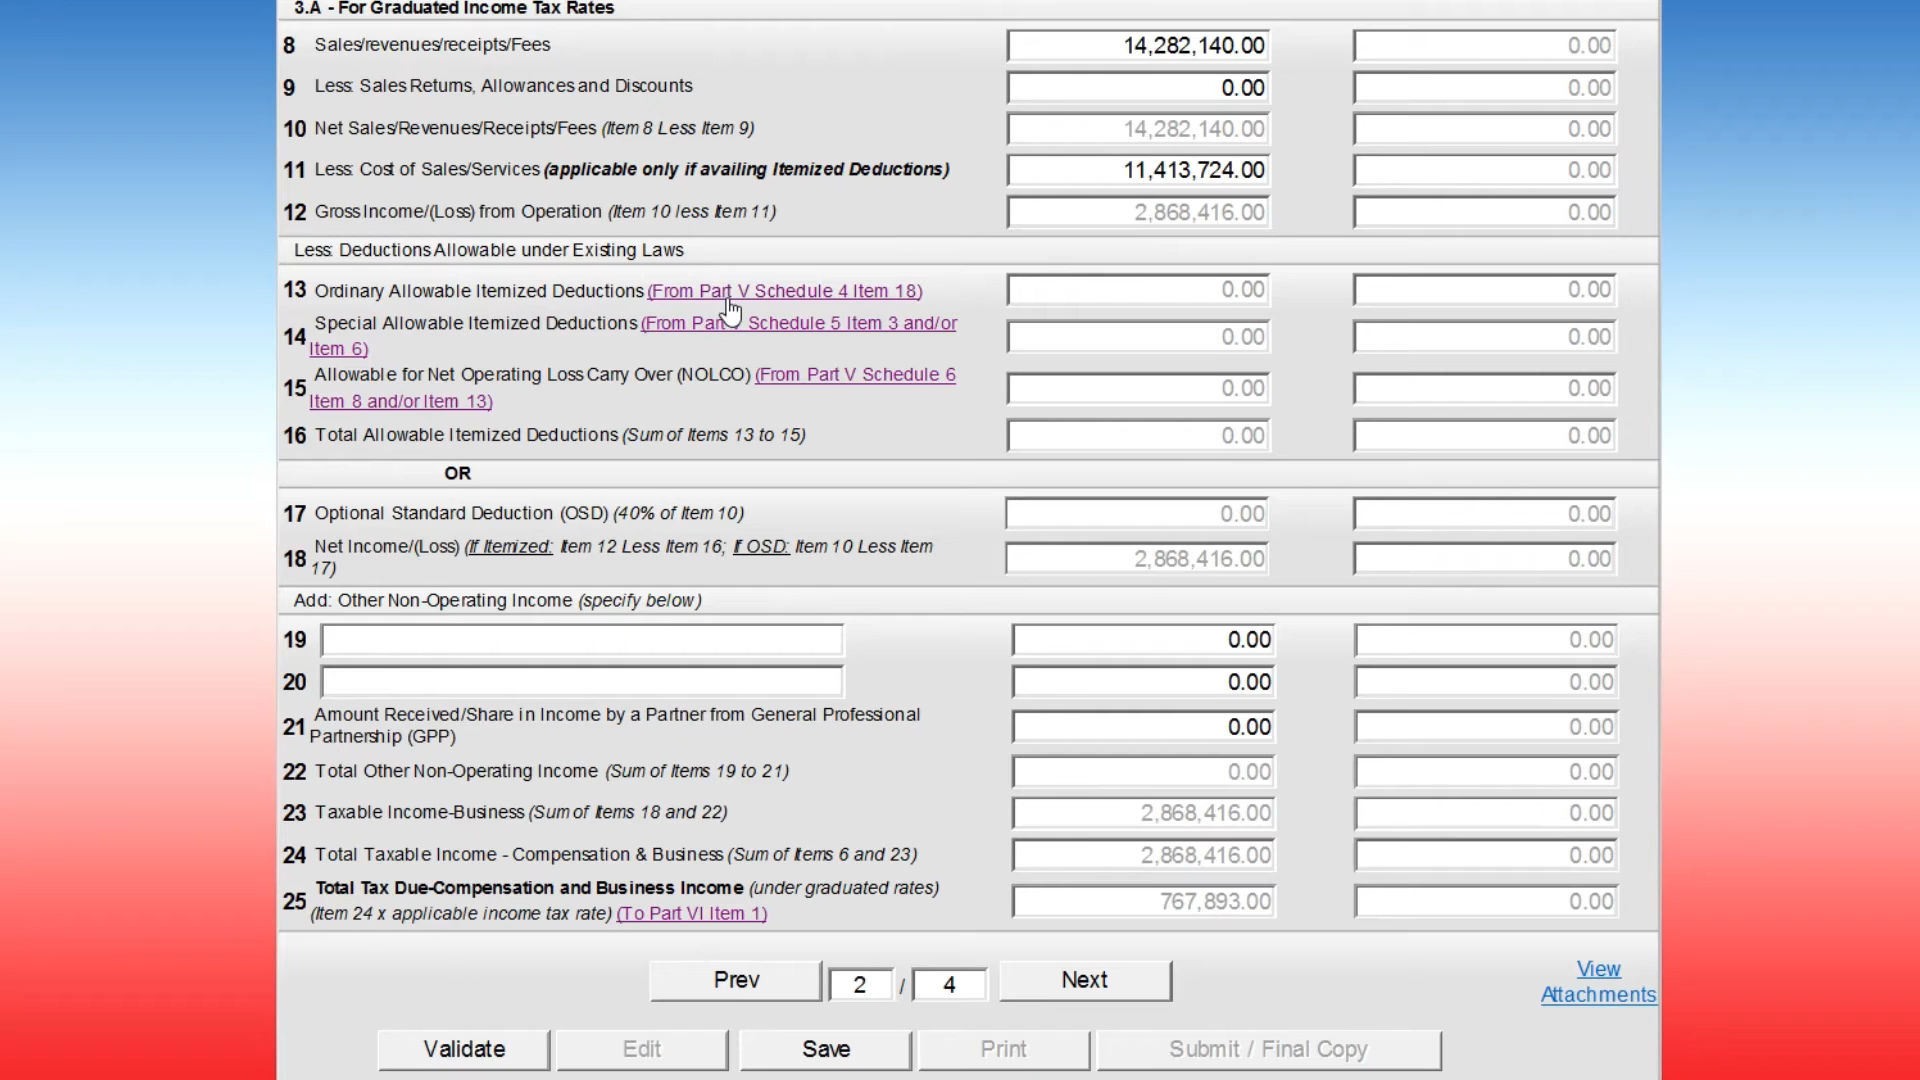 3.A - For Graduated Income Tax Rates
8 Sales/revenues/receipts/Fees 14,282,140.00 0.00
9 Less: Sales Returns, Allowances and Discounts 0.00 0.00
10 Net Sales/Revenues/Receipts/Fees (Item 8 Less Item 9) 14,282,140.00 0.00
11 Less: Cost of Sales/Services (applicable only if availing Itemized Deductions) 11,413,724.00 0.00
12 Gross Income/(Loss) from Operation (Item 10 less Item 11) 2,868,416.00 0.00
Less: Deductions Allowable under Existing Laws
13 Ordinary Allowable Itemized Deductions (From Part V Schedule 4 Item 18) 0.00 0.00
14 Special Allowable Itemized Deductions (From Part V Schedule 5 Item 3 and/or
Item 6) 0.00 0.00
15 Allowable for Net Operating Loss Carry Over (NOLCO) (From Part V Schedule 6
Item 8 and/or Item 13) 0.00 0.00
16 Total Allowable Itemized Deductions (Sum of Items 13 to 15) 0.00 0.00
OR
17 Optional Standard Deduction (OSD) (40% of Item 10) 0.00 0.00
18 Net Income/(Loss) (If Itemized: Item 12 Less Item 16; If OSD: Item 10 Less Item
17) 2,868,416.00 0.00
Add: Other Non-Operating Income (specify below)
19 0.00 0.00
20 0.00 0.00
21 Amount Received/Share in Income by a Partner from General Professional
Partnership (GPP) 0.00 0.00
22 Total Other Non-Operating Income (Sum of Items 19 to 21) 0.00 0.00
23 Taxable Income-Business (Sum of Items 18 and 22) 2,868,416.00 0.00
24 Total Taxable Income - Compensation & Business (Sum of Items 6 and 23) 2,868,416.00 0.00
25 Total Tax Due-Compensation and Business Income (under graduated rates)
(Item 24 x applicable income tax rate) (To Part VI Item 1) 767,893.00 0.00
Prev 2 / 4 Next
View
Attachments
Validate Edit Save Print Submit / Final Copy